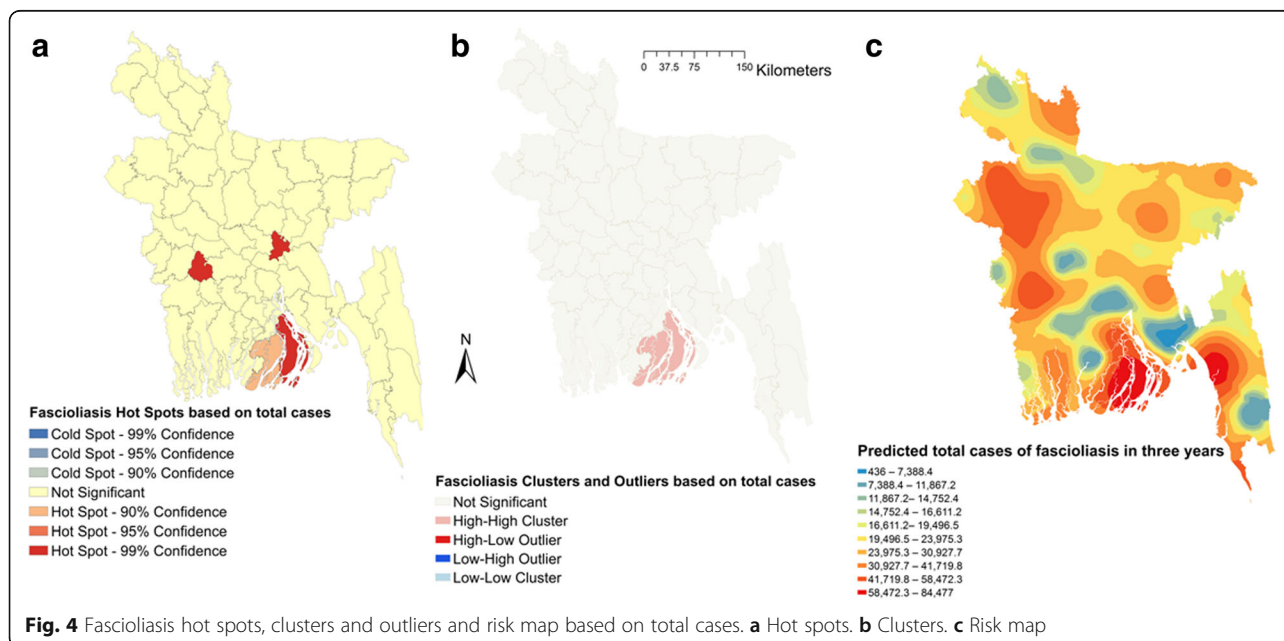 a
Fascioliasis Hot Spots based on total cases
Cold Spot - 99% Confidence
Cold Spot - 95% Confidence
Cold Spot - 90% Confidence
Not Significant
Hot Spot - 90% Confidence
Hot Spot - 95% Confidence
Hot Spot - 99% Confidence
b
0 37.5 75 150 Kilometers
N
Fascioliasis Clusters and Outliers based on total cases
Not Significant
High-High Cluster
High-Low Outlier
Low-High Outlier
Low-Low Cluster
c
Predicted total cases of fascioliasis in three years
436 – 7,388.4
7,388.4 – 11,867.2
11,867.2– 14,752.4
14,752.4 – 16,611.2
16,611.2– 19,496.5
19,496.5 – 23,975.3
23,975.3 – 30,927.7
30,927.7 – 41,719.8
41,719.8 – 58,472.3
58,472.3 – 84,477
Fig. 4 Fascioliasis hot spots, clusters and outliers and risk map based on total cases. a Hot spots. b Clusters. c Risk map